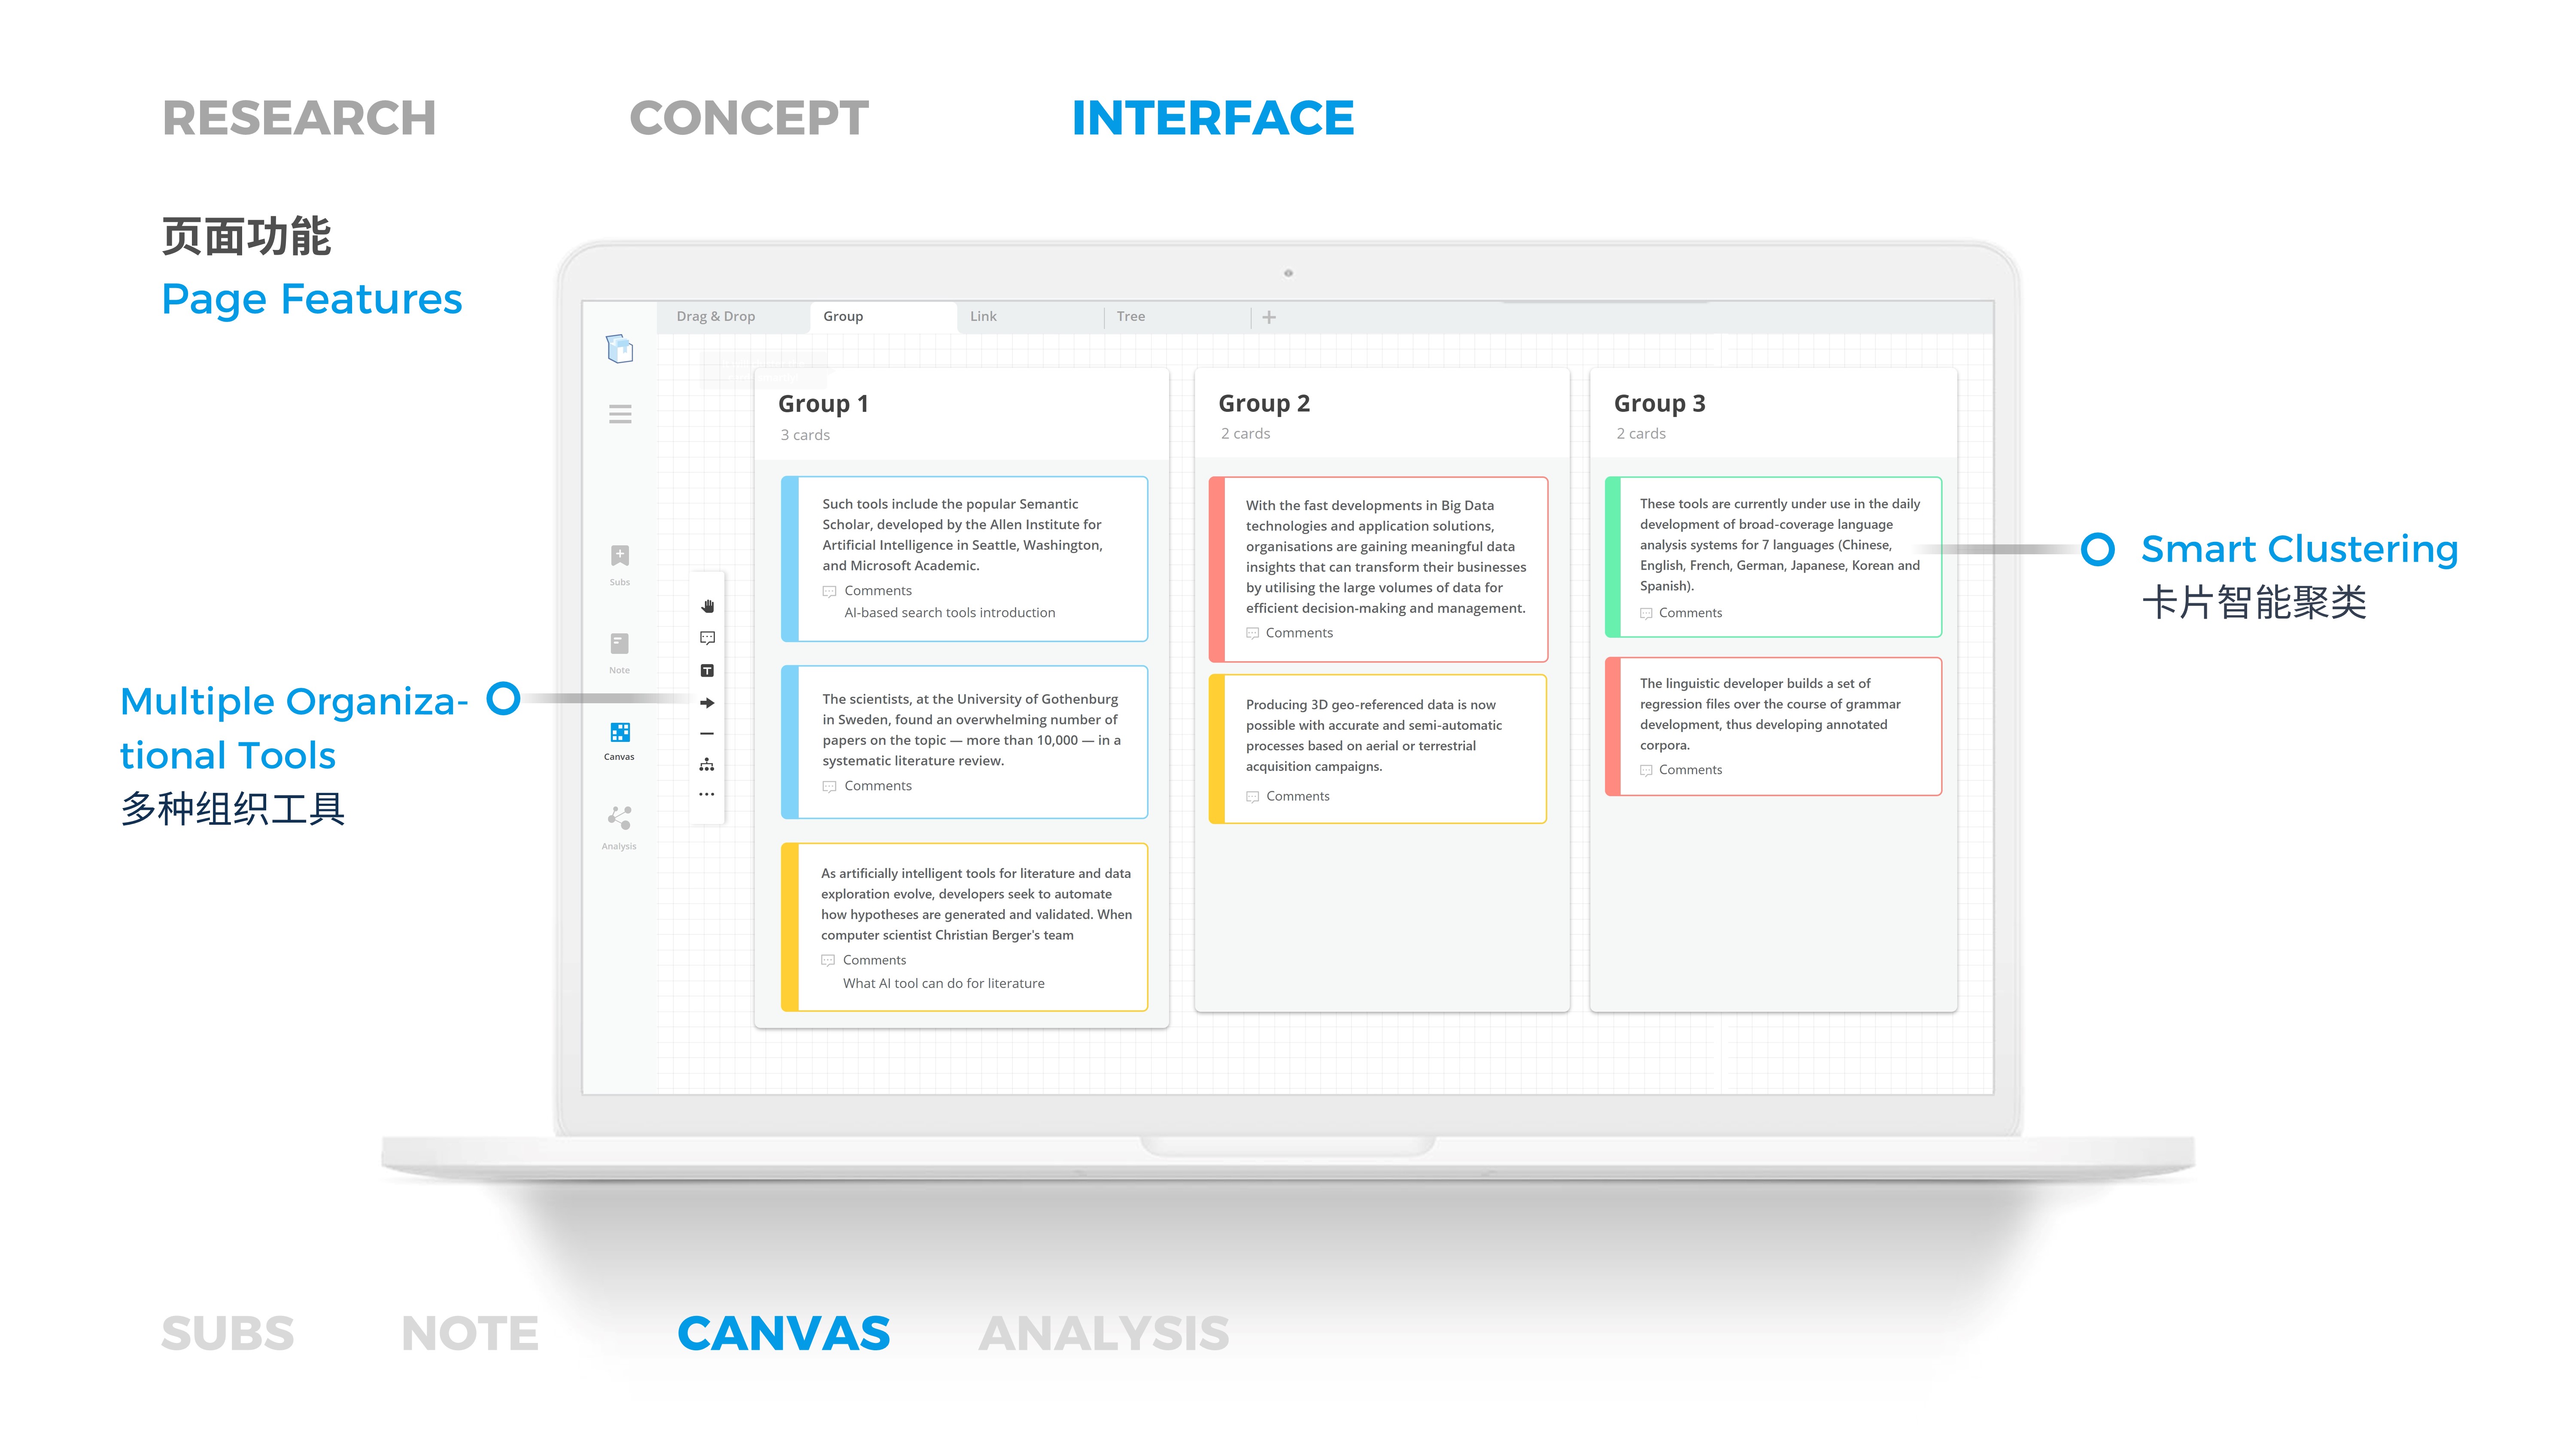 RESEARCH CONCEPT INTERFACE
页面功能
Page Features
Drag & Drop Group Link Tree
Subs
Note
Canvas
Analysis
Group 1
3 cards
Such tools include the popular Semantic
Scholar, developed by the Allen Institute for
Artificial Intelligence in Seattle, Washington,
and Microsoft Academic.
Comments
AI-based search tools introduction
The scientists, at the University of Gothenburg
in Sweden, found an overwhelming number of
papers on the topic — more than 10,000 — in a
systematic literature review.
Comments
As artificially intelligent tools for literature and data
exploration evolve, developers seek to automate
how hypotheses are generated and validated. When
computer scientist Christian Berger's team
Comments
What AI tool can do for literature
Group 2
2 cards
With the fast developments in Big Data
technologies and application solutions,
organisations are gaining meaningful data
insights that can transform their businesses
by utilising the large volumes of data for
efficient decision-making and management.
Comments
Producing 3D geo-referenced data is now
possible with accurate and semi-automatic
processes based on aerial or terrestrial
acquisition campaigns.
Comments
Group 3
2 cards
These tools are currently under use in the daily
development of broad-coverage language
analysis systems for 7 languages (Chinese,
English, French, German, Japanese, Korean and
Spanish).
Comments
The linguistic developer builds a set of
regression files over the course of grammar
development, thus developing annotated
corpora.
Comments
Multiple Organiza-
tional Tools
多种组织工具
Smart Clustering
卡片智能聚类
SUBS NOTE CANVAS ANALYSIS